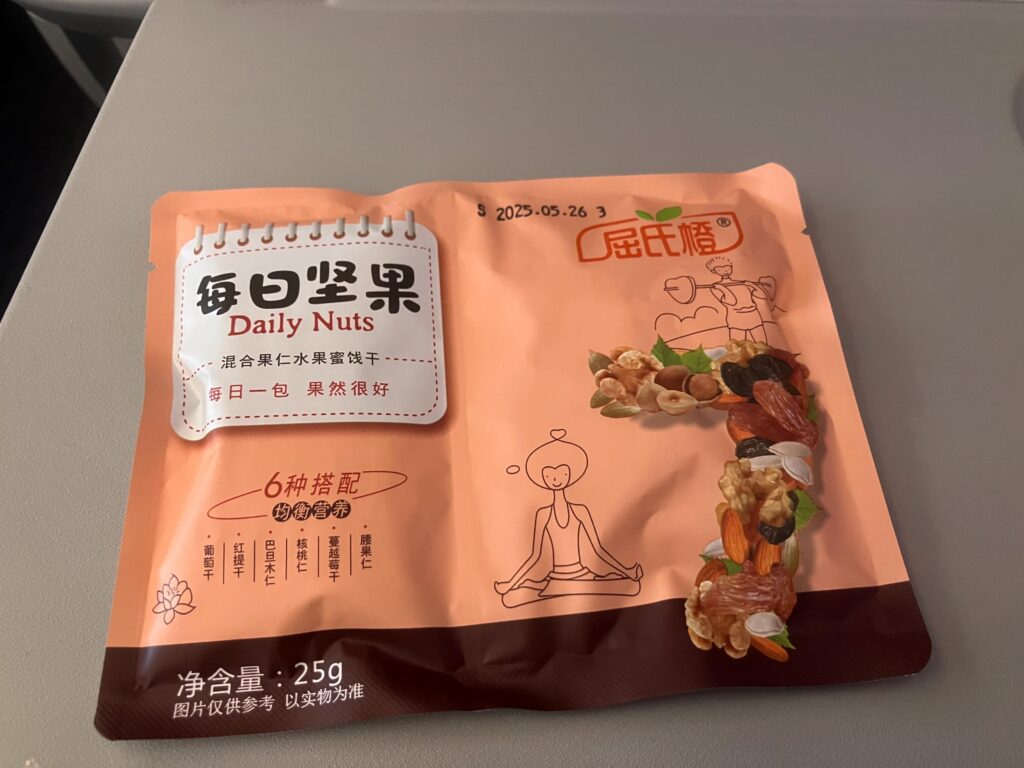 S 2025.05.26 3
屈氏橙®
每日坚果
Daily Nuts
混合果仁水果蜜饯干
每日一包 果然很好
6种搭配
均衡营养
葡萄干
红提干
巴旦木仁
核桃仁
蔓越莓干
腰果仁
净含量：25g
图片仅供参考 以实物为准